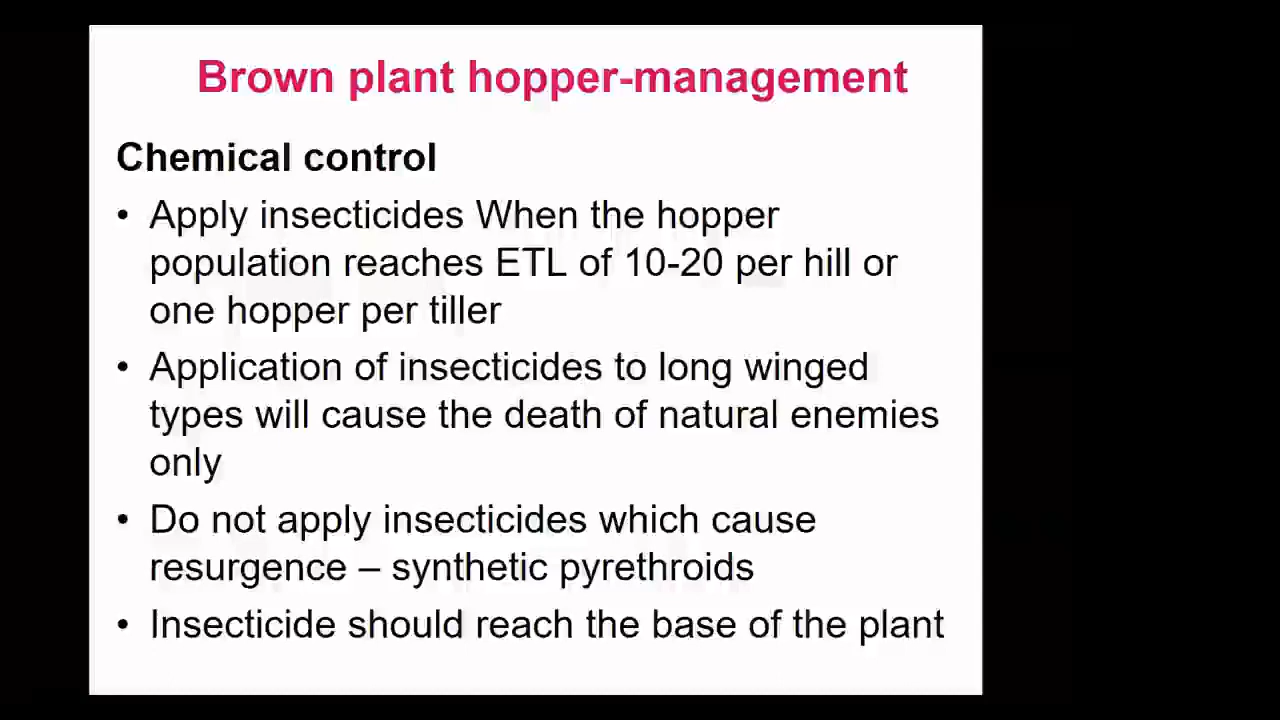 Brown plant hopper-management
Chemical control
• Apply insecticides When the hopper
population reaches ETL of 10-20 per hill or
one hopper per tiller
• Application of insecticides to long winged
types will cause the death of natural enemies
only
• Do not apply insecticides which cause
resurgence – synthetic pyrethroids
• Insecticide should reach the base of the plant